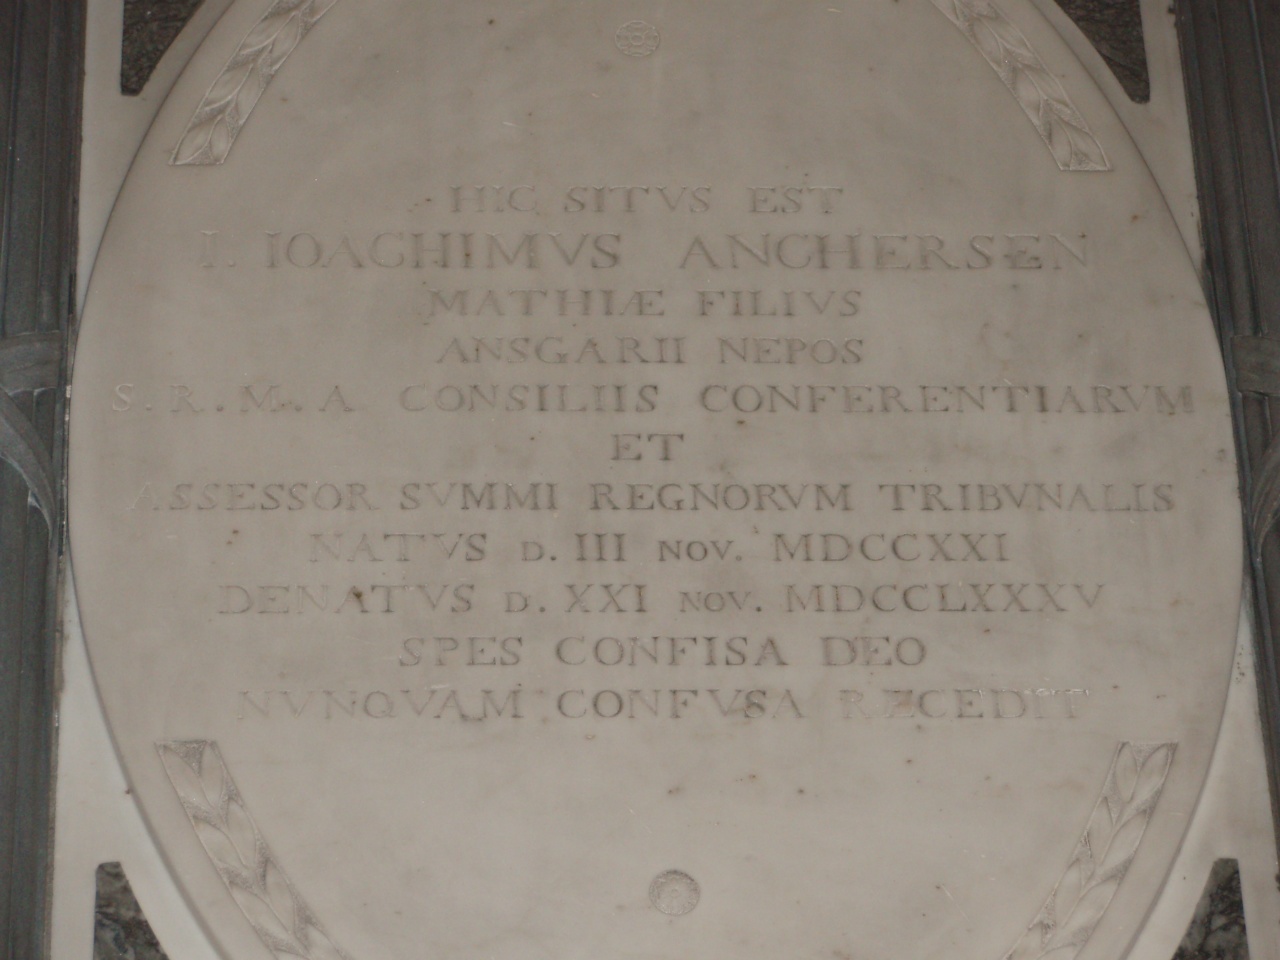 HIC SITVS EST
I. IOACHIMVS ANCHERSEN
MATHIÆ FILIVS
ANSGARII NEPOS
S. R. M. A CONSILIIS CONFERENTIARVM
ET
ASSESSOR SVMMI REGNORVM TRIBVNALIS
NATVS D. III NOV. MDCCXXI
DENATVS D. XXI NOV. MDCCLXXXV
SPES CONFISA DEO
NVNQVAM CONFVSA RECEDIT